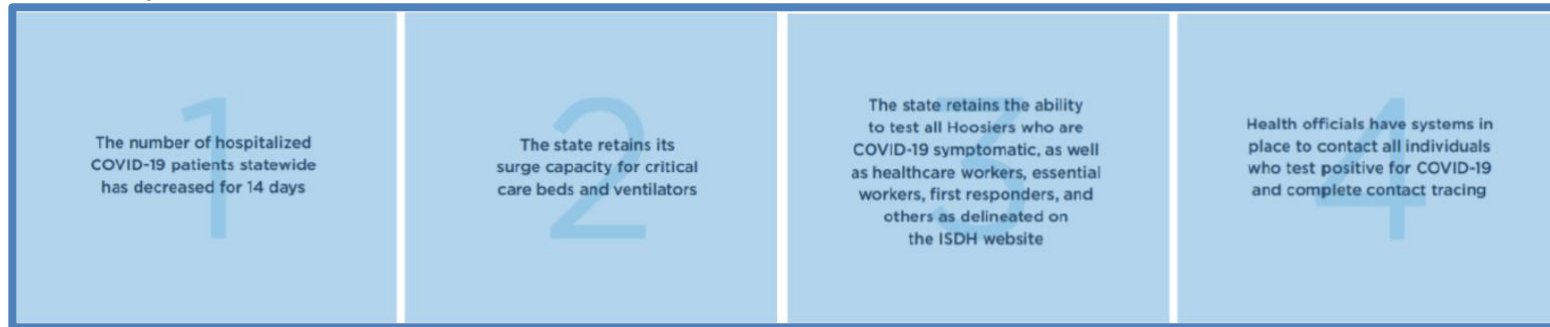 1
The number of hospitalized
COVID-19 patients statewide
has decreased for 14 days
2
The state retains its
surge capacity for critical
care beds and ventilators
3
The state retains the ability
to test all Hoosiers who are
COVID-19 symptomatic, as well
as healthcare workers, essential
workers, first responders, and
others as delineated on
the ISDH website
4
Health officials have systems in
place to contact all individuals
who test positive for COVID-19
and complete contact tracing